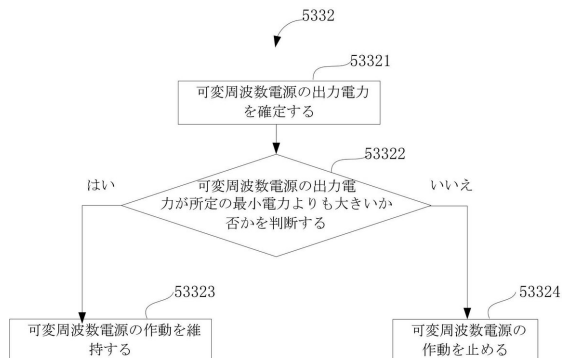 5332
53321
可変周波数電源の出力電力
を確定する
53322
はい
可変周波数電源の出力電
力が所定の最小電力よりも大きいか
否かを判断する
いいえ
53323
可変周波数電源の作動を維
持する
53324
可変周波数電源の
作動を止める